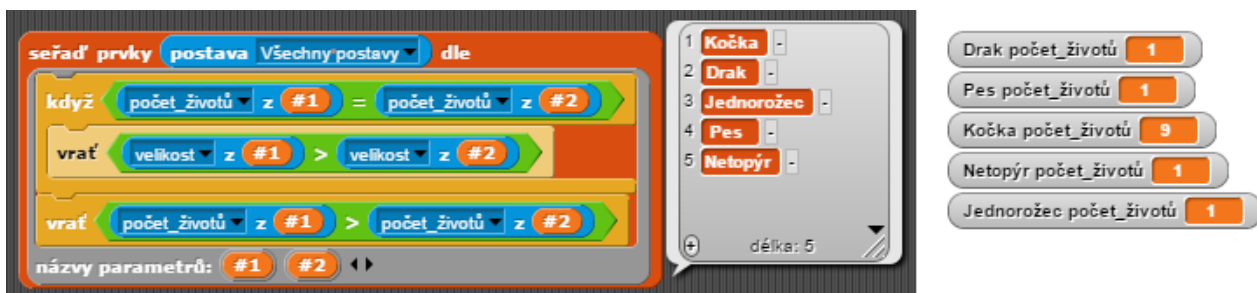 seřaď prvky postava Všechny postavy dle
když počet_životů z #1 = počet_životů z #2
vrať velikost z #1 > velikost z #2
vrať počet_životů z #1 > počet_životů z #2
názvy parametrů: #1 #2
1 Kočka -
2 Drak -
3 Jednorožec -
4 Pes -
5 Netopýr -
+ délka: 5
Drak počet_životů 1
Pes počet_životů 1
Kočka počet_životů 9
Netopýr počet_životů 1
Jednorožec počet_životů 1